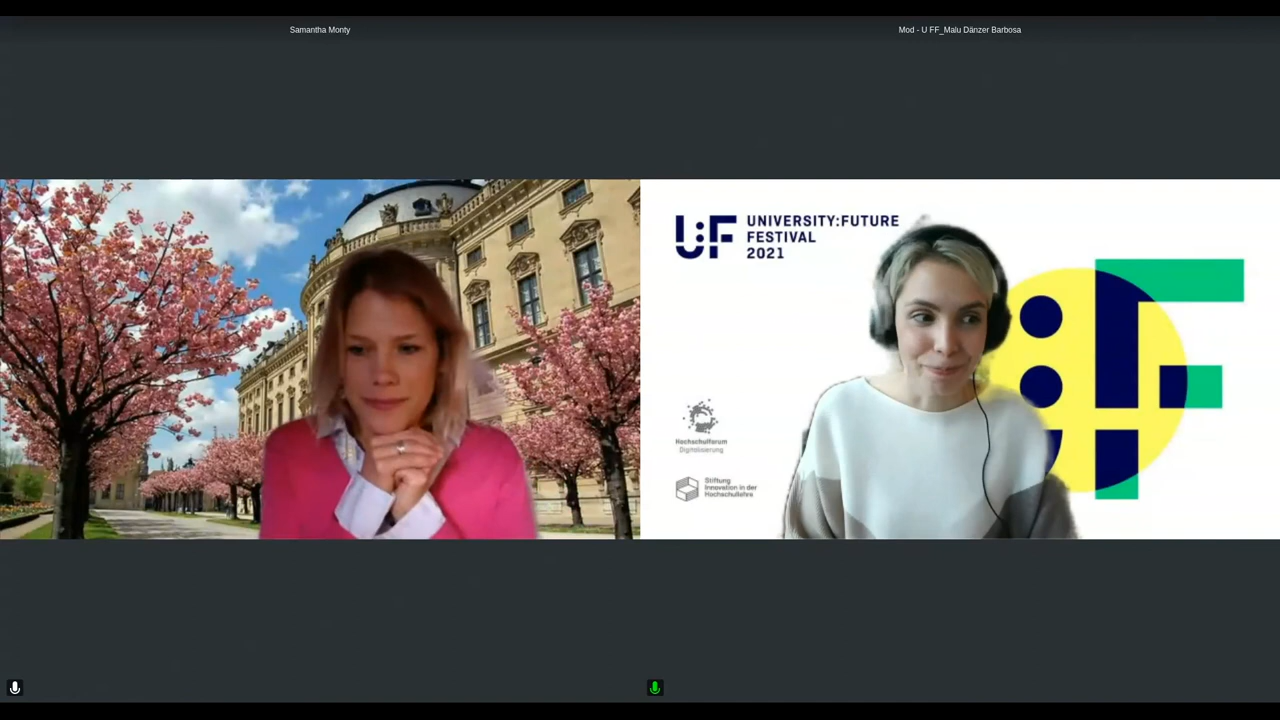 Samantha Monty
Mod - U FF_Malu Dänzer Barbosa
U:F
UNIVERSITY:FUTURE
FESTIVAL
2021
Hochschulforum
Digitalisierung
Stiftung
Innovation in der
Hochschullehre